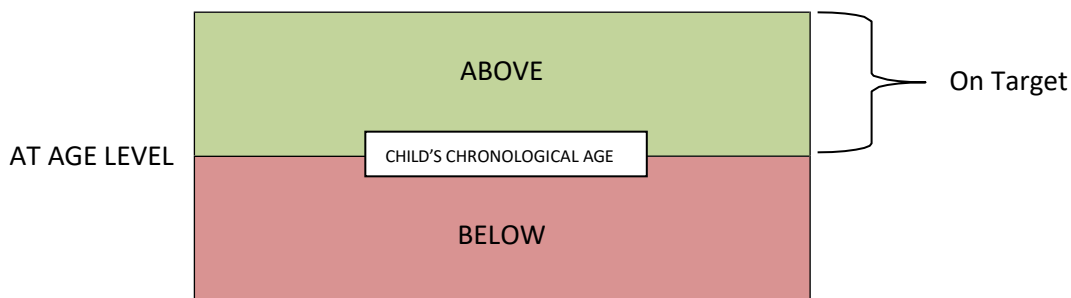 ABOVE
On Target
AT AGE LEVEL
CHILD’S CHRONOLOGICAL AGE
BELOW